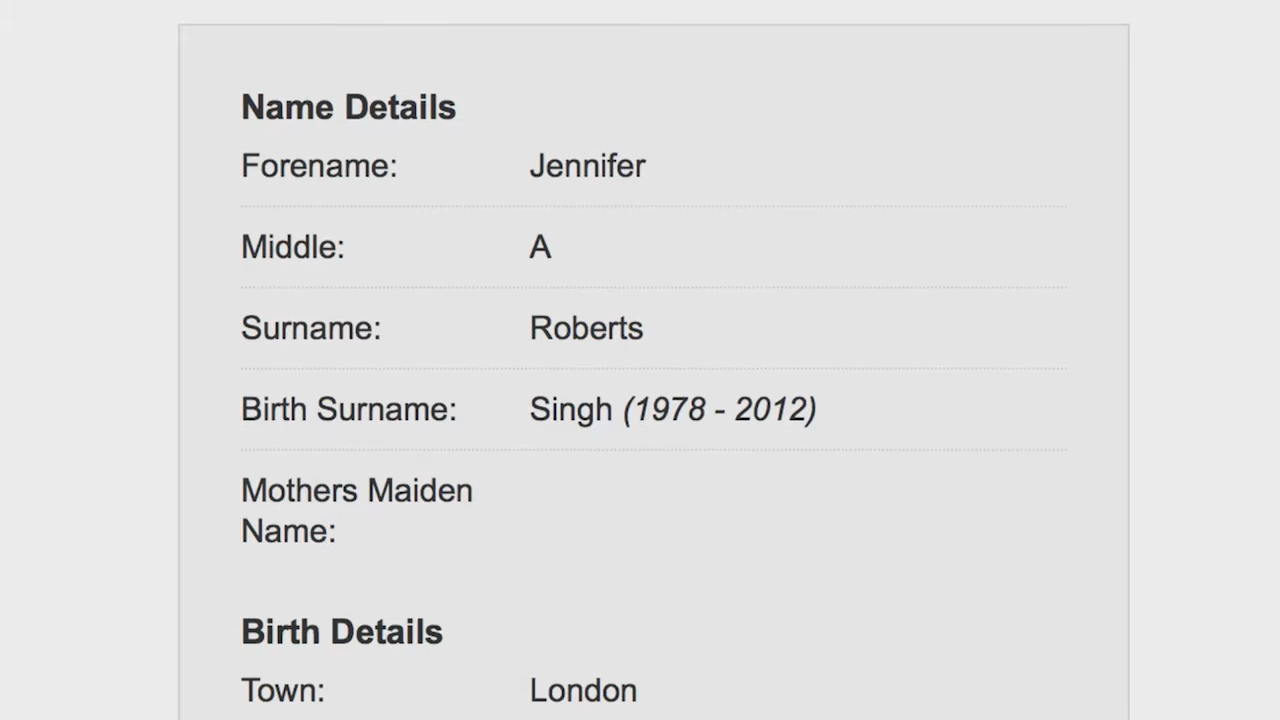 Name Details
Forename: Jennifer
Middle: A
Surname: Roberts
Birth Surname: Singh (1978 - 2012)
Mothers Maiden
Name:
Birth Details
Town: London